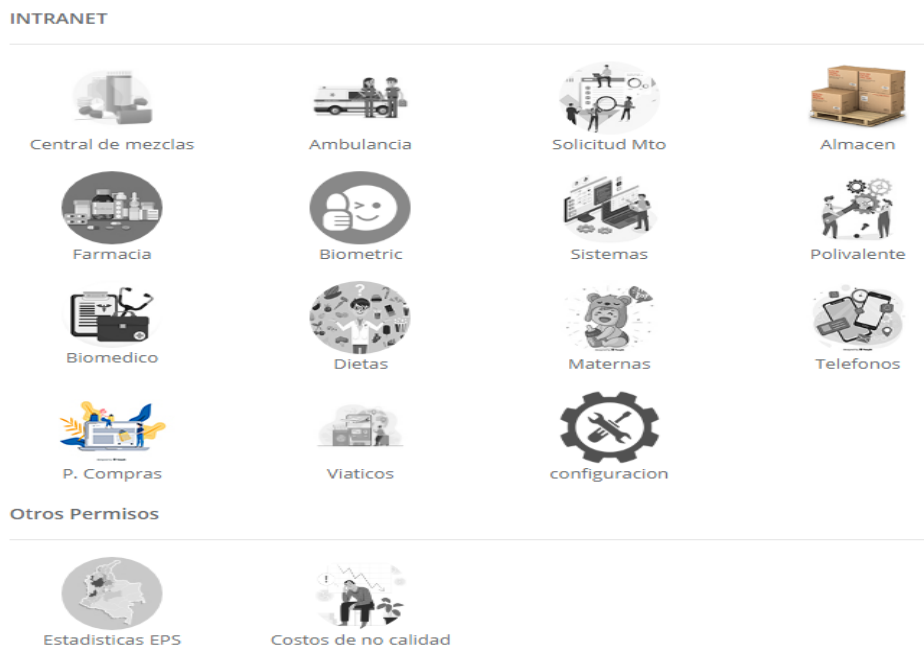 INTRANET
Central de mezclas
Ambulancia
Solicitud Mto
Almacen
Farmacia
Biometric
Sistemas
Polivalente
Biomedico
Dietas
Maternas
Telefonos
P. Compras
Viaticos
configuracion
Otros Permisos
Estadisticas EPS
Costos de no calidad